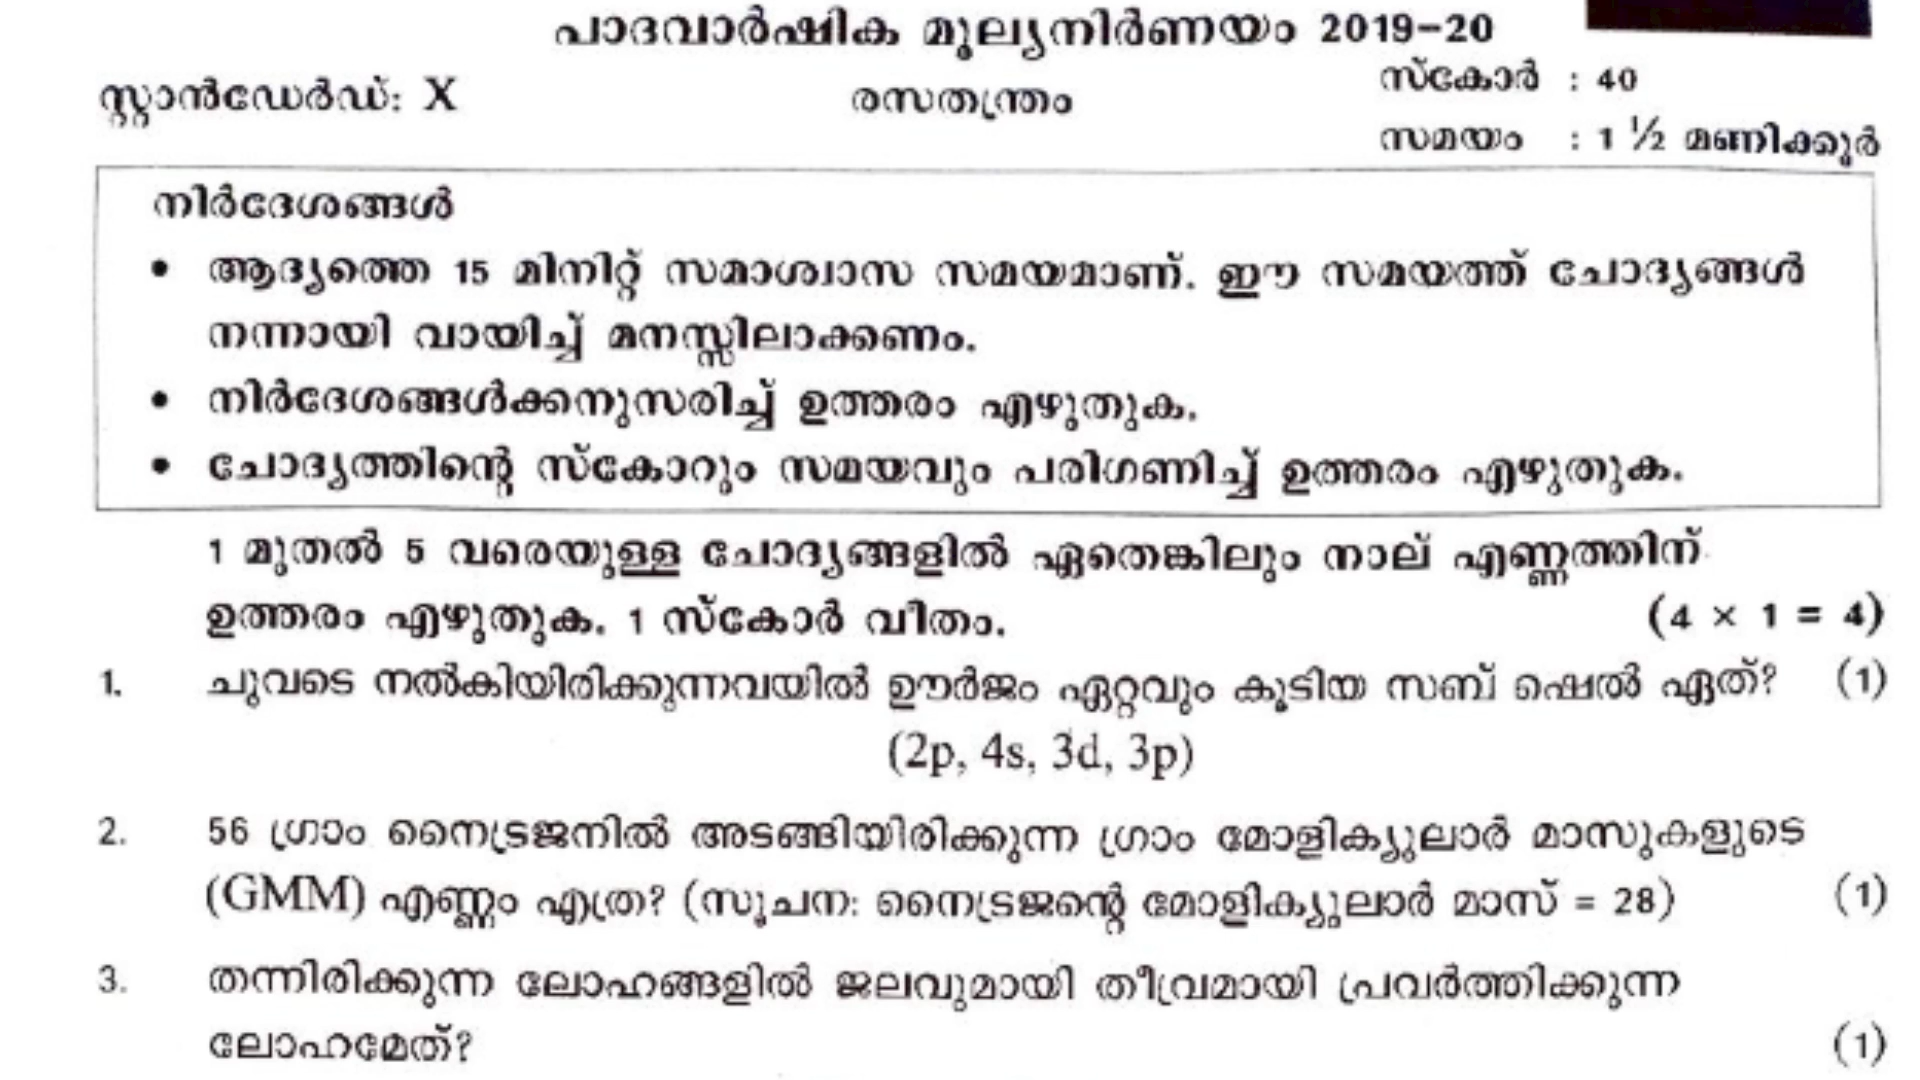 പാദവാർഷിക മൂല്യനിർണയം 2019-20
സ്റ്റാൻഡേർഡ്: X
രസതന്ത്രം
സ്കോർ : 40
സമയം : 1 ½ മണിക്കൂർ
നിർദേശങ്ങൾ
• ആദ്യത്തെ 15 മിനിറ്റ് സമാശ്വാസ സമയമാണ്. ഈ സമയത്ത് ചോദ്യങ്ങൾ
നന്നായി വായിച്ച് മനസ്സിലാക്കണം.
• നിർദേശങ്ങൾക്കനുസരിച്ച് ഉത്തരം എഴുതുക.
• ചോദ്യത്തിന്റെ സ്കോറും സമയവും പരിഗണിച്ച് ഉത്തരം എഴുതുക.
1 മുതൽ 5 വരെയുള്ള ചോദ്യങ്ങളിൽ ഏതെങ്കിലും നാല് എണ്ണത്തിന്
ഉത്തരം എഴുതുക. 1 സ്കോർ വീതം. (4 × 1 = 4)
1. ചുവടെ നൽകിയിരിക്കുന്നവയിൽ ഊർജം ഏറ്റവും കൂടിയ സബ് ഷെൽ ഏത്? (1)
(2p, 4s, 3d, 3p)
2. 56 ഗ്രാം നൈട്രജനിൽ അടങ്ങിയിരിക്കുന്ന ഗ്രാം മോളിക്യുലാർ മാസുകളുടെ
(GMM) എണ്ണം എത്ര? (സൂചന: നൈട്രജന്റെ മോളിക്യുലാർ മാസ് = 28) (1)
3. തന്നിരിക്കുന്ന ലോഹങ്ങളിൽ ജലവുമായി തീവ്രമായി പ്രവർത്തിക്കുന്ന
ലോഹമേത്? (1)